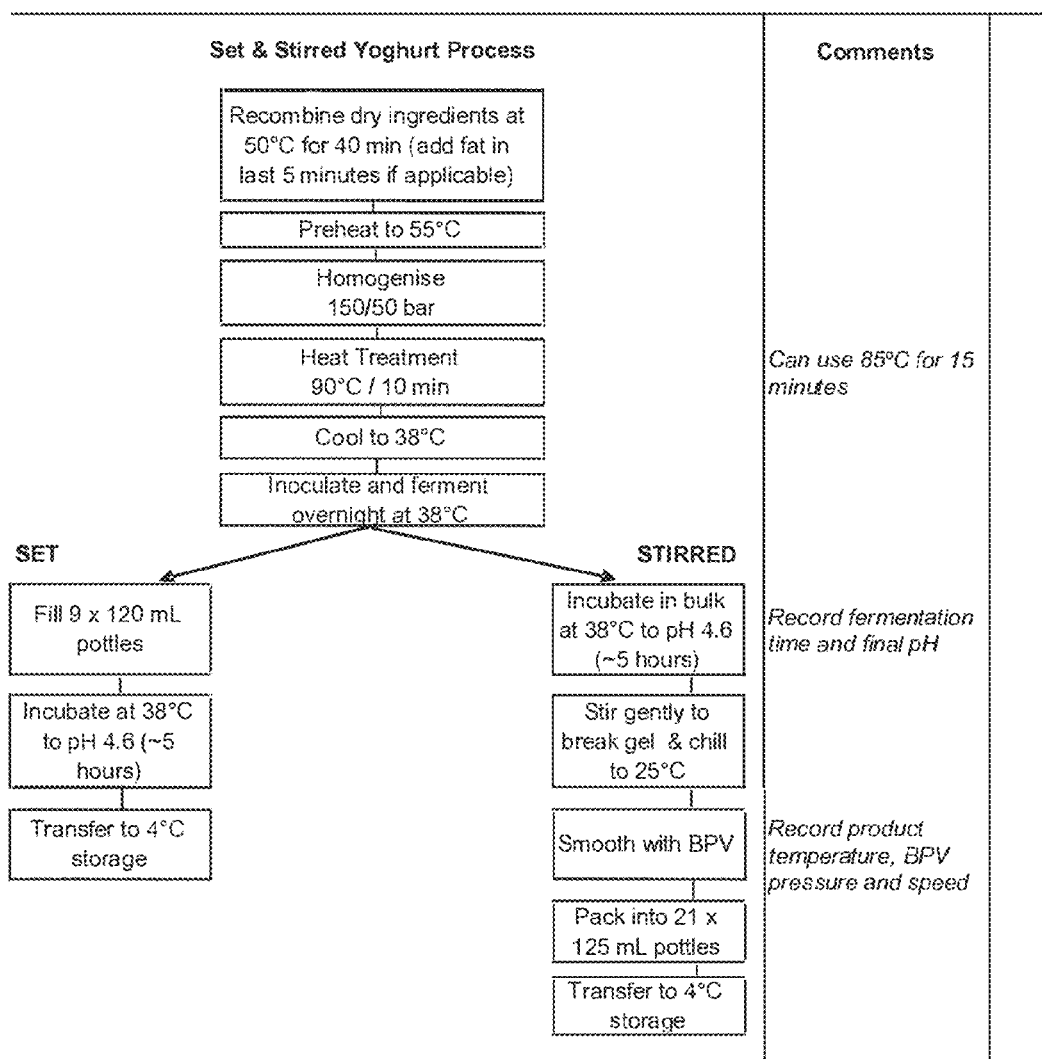 Set & Stirred Yoghurt Process
Comments
Recombine dry ingredients at
50°C for 40 min (add fat in
last 5 minutes if applicable)
Preheat to 55°C
Homogenise
150/50 bar
Heat Treatment
90°C / 10 min
Can use 85°C for 15
minutes
Cool to 38°C
Inoculate and ferment
overnight at 38°C
SET
Fill 9 x 120 mL
pottles
Incubate at 38°C
to pH 4.6 (~5
hours)
Transfer to 4°C
storage
STIRRED
Incubate in bulk
at 38°C to pH 4.6
(~5 hours)
Record fermentation
time and final pH
Stir gently to
break gel & chill
to 25°C
Smooth with BPV
Record product
temperature, BPV
pressure and speed
Pack into 21 x
125 mL pottles
Transfer to 4°C
storage